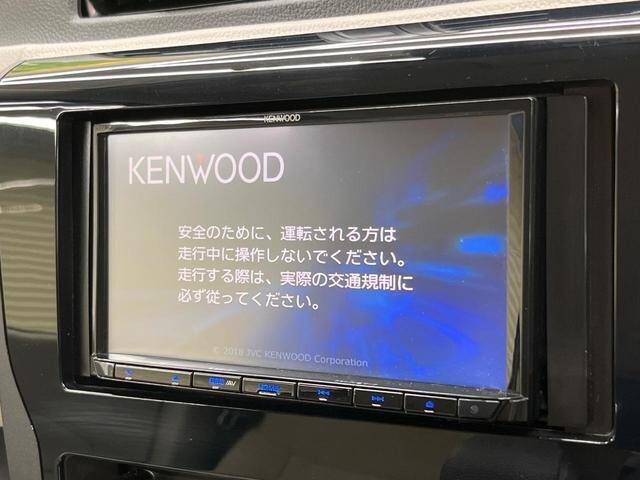 KENWOOD
KENWOOD
安全のために、運転される方は
走行中に操作しないでください。
走行する際は、実際の交通規制に
必ず従ってください。
© 2018 JVC KENWOOD Corporation
AV
HOME